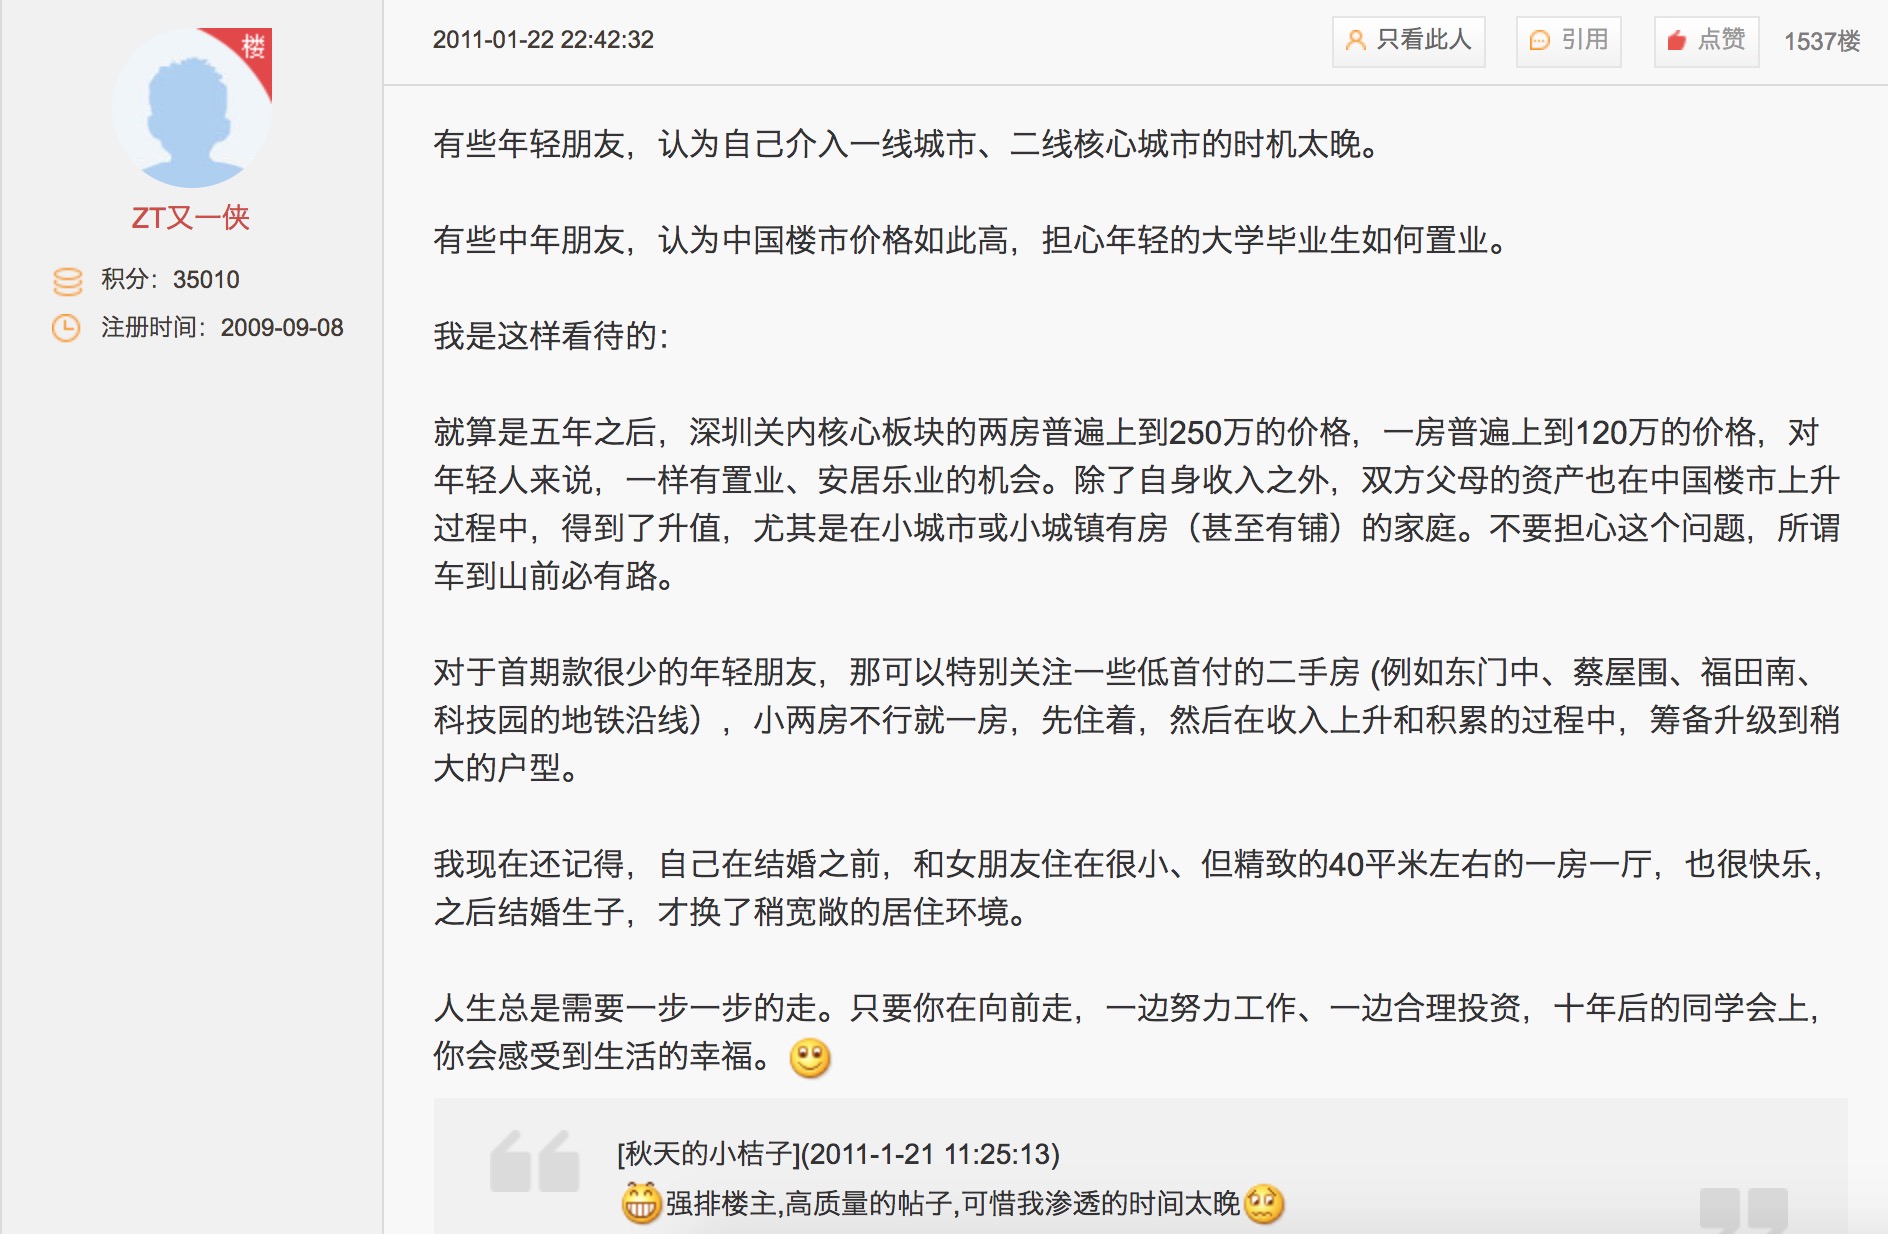 楼
ZT又一侠
积分：35010
注册时间：2009-09-08
2011-01-22 22:42:32
只看此人
引用
点赞
1537楼
有些年轻朋友，认为自己介入一线城市、二线核心城市的时机太晚。
有些中年朋友，认为中国楼市价格如此高，担心年轻的大学毕业生如何置业。
我是这样看待的：
就算是五年之后，深圳关内核心板块的两房普遍上到250万的价格，一房普遍上到120万的价格，对
年轻人来说，一样有置业、安居乐业的机会。除了自身收入之外，双方父母的资产也在中国楼市上升
过程中，得到了升值，尤其是在小城市或小城镇有房（甚至有铺）的家庭。不要担心这个问题，所谓
车到山前必有路。
对于首期款很少的年轻朋友，那可以特别关注一些低首付的二手房 (例如东门中、蔡屋围、福田南、
科技园的地铁沿线），小两房不行就一房，先住着，然后在收入上升和积累的过程中，筹备升级到稍
大的户型。
我现在还记得，自己在结婚之前，和女朋友住在很小、但精致的40平米左右的一房一厅，也很快乐，
之后结婚生子，才换了稍宽敞的居住环境。
人生总是需要一步一步的走。只要你在向前走，一边努力工作、一边合理投资，十年后的同学会上，
你会感受到生活的幸福。
[秋天的小桔子](2011-1-21 11:25:13)
强排楼主,高质量的帖子,可惜我渗透的时间太晚